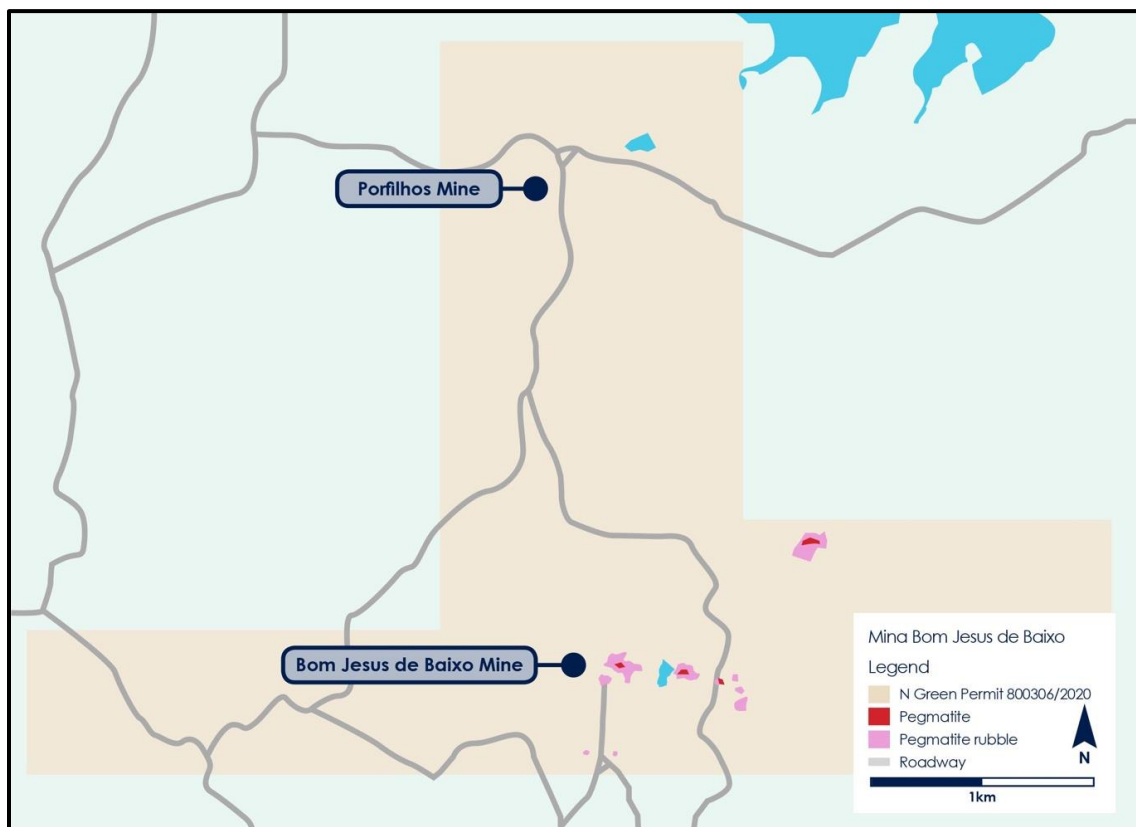 Porfilhos Mine
Bom Jesus de Baixo Mine
Mina Bom Jesus de Baixo
Legend
N Green Permit 800306/2020
Pegmatite
Pegmatite rubble
Roadway
N
1km